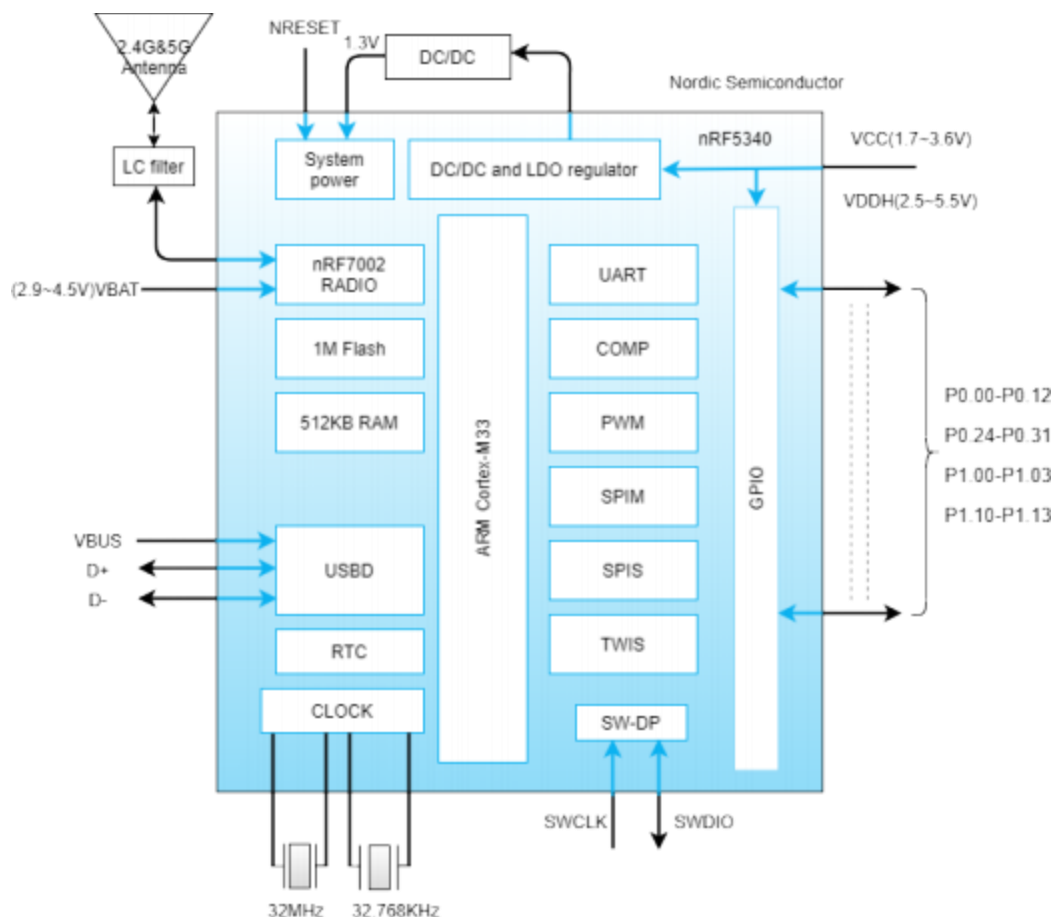 2.4G&5G
Antenna
NRESET
1.3V
DC/DC
Nordic Semiconductor
LC filter
System
power
DC/DC and LDO regulator
nRF5340
VCC(1.7~3.6V)
VDDH(2.5~5.5V)
nRF7002
RADIO
(2.9~4.5V)VBAT
1M Flash
512KB RAM
ARM Cortex-M33
UART
COMP
PWM
SPIM
SPIS
TWIS
GPIO
P0.00-P0.12
P0.24-P0.31
P1.00-P1.03
P1.10-P1.13
VBUS
D+
D-
USBD
RTC
CLOCK
SW-DP
SWCLK
SWDIO
32MHz
32.768KHz